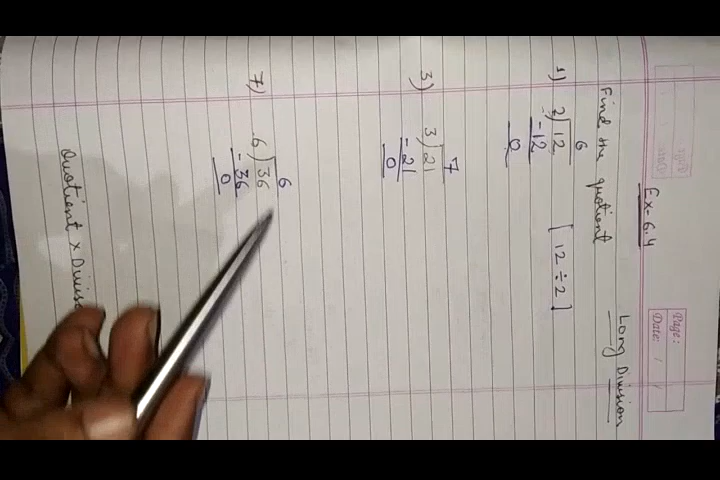 Page:
Date: / /
Ex- 6.4
Long Division
Find the quotient
1) 2)12 [12 ÷ 2]
6
-12
0
3) 3)21
7
-21
0
7) 6)36
6
-36
0
Quotient x